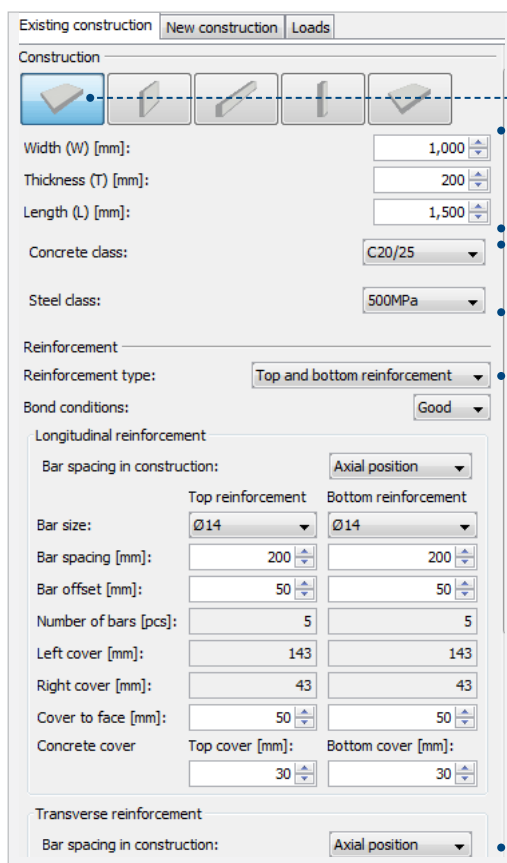 Existing construction New construction Loads
Construction
Width (W) [mm]: 1,000
Thickness (T) [mm]: 200
Length (L) [mm]: 1,500
Concrete class: C20/25
Steel class: 500MPa
Reinforcement
Reinforcement type: Top and bottom reinforcement
Bond conditions: Good
Longitudinal reinforcement
Bar spacing in construction: Axial position
Top reinforcement Bottom reinforcement
Bar size: Ø14 Ø14
Bar spacing [mm]: 200 200
Bar offset [mm]: 50 50
Number of bars [pcs]: 5 5
Left cover [mm]: 143 143
Right cover [mm]: 43 43
Cover to face [mm]: 50 50
Concrete cover Top cover [mm]: Bottom cover [mm]:
30 30
Transverse reinforcement
Bar spacing in construction: Axial position